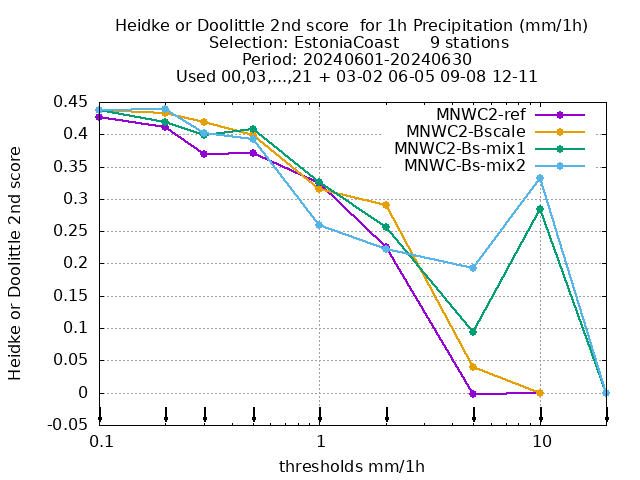 Heidke or Doolittle 2nd score  for 1h Precipitation (mm/1h)
Selection: EstoniaCoast      9 stations
Period: 20240601-20240630
Used 00,03,...,21 + 03-02 06-05 09-08 12-11
MNWC2-ref
MNWC2-Bscale
MNWC2-Bs-mix1
MNWC-Bs-mix2
Heidke or Doolittle 2nd score
0.45
0.4
0.35
0.3
0.25
0.2
0.15
0.1
0.05
0
-0.05
0.1
1
10
thresholds mm/1h